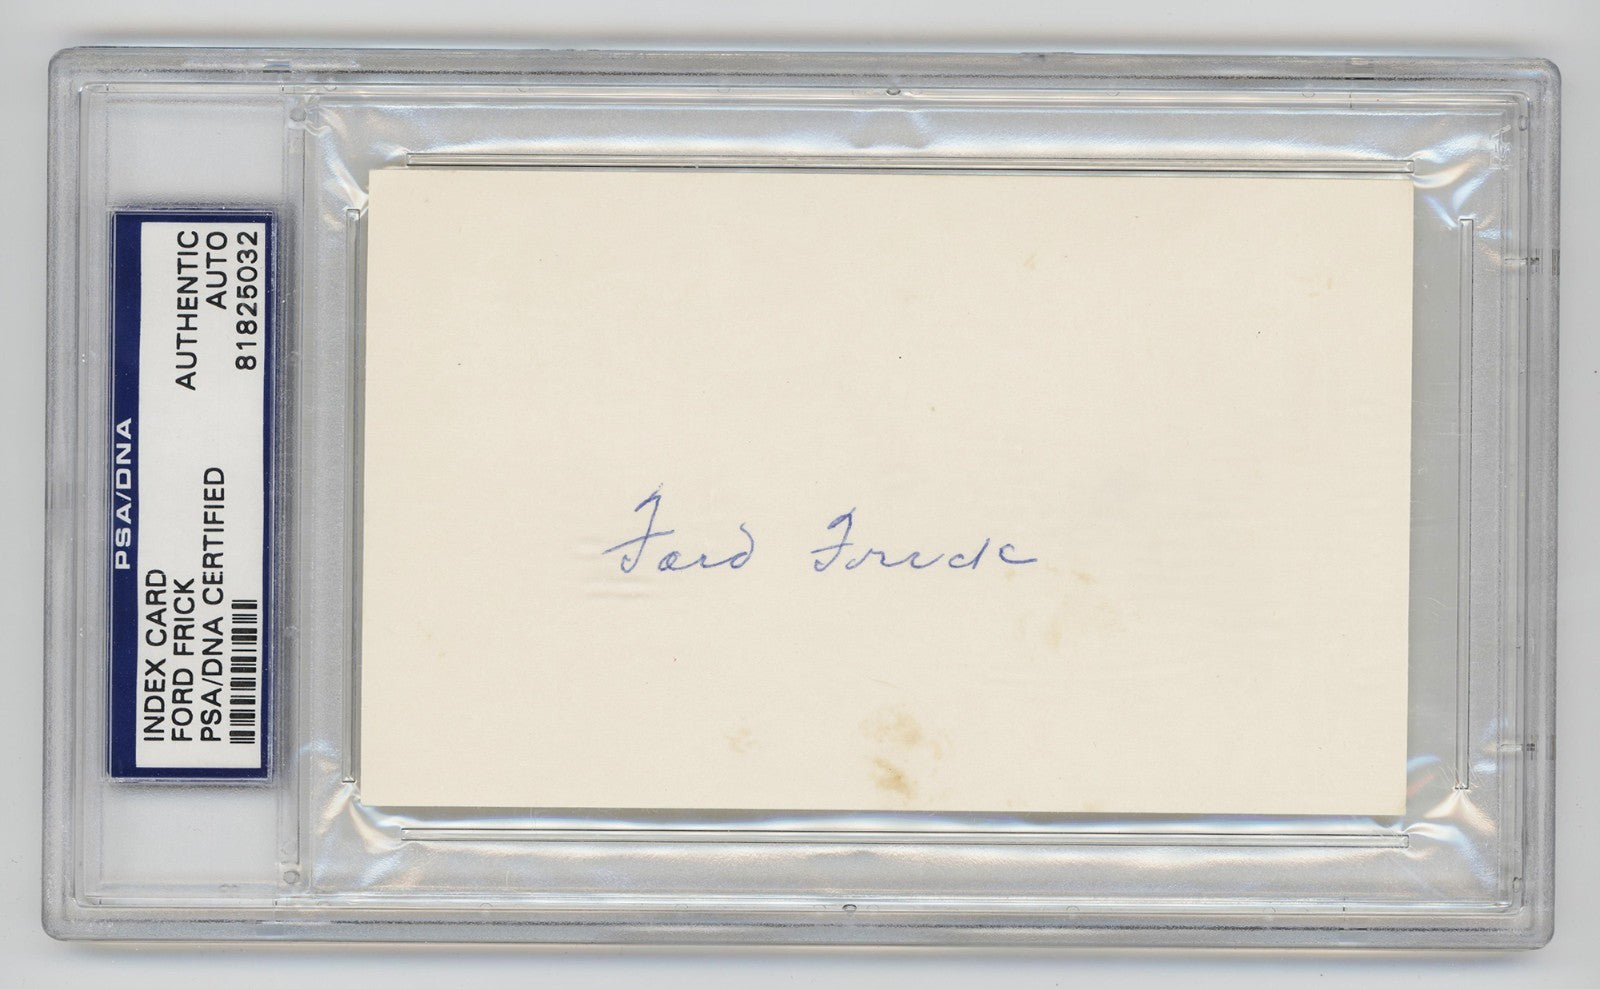 PSA/DNA
INDEX CARD AUTHENTIC
FORD FRICK AUTO
PSA/DNA CERTIFIED 81825032
Ford Frick